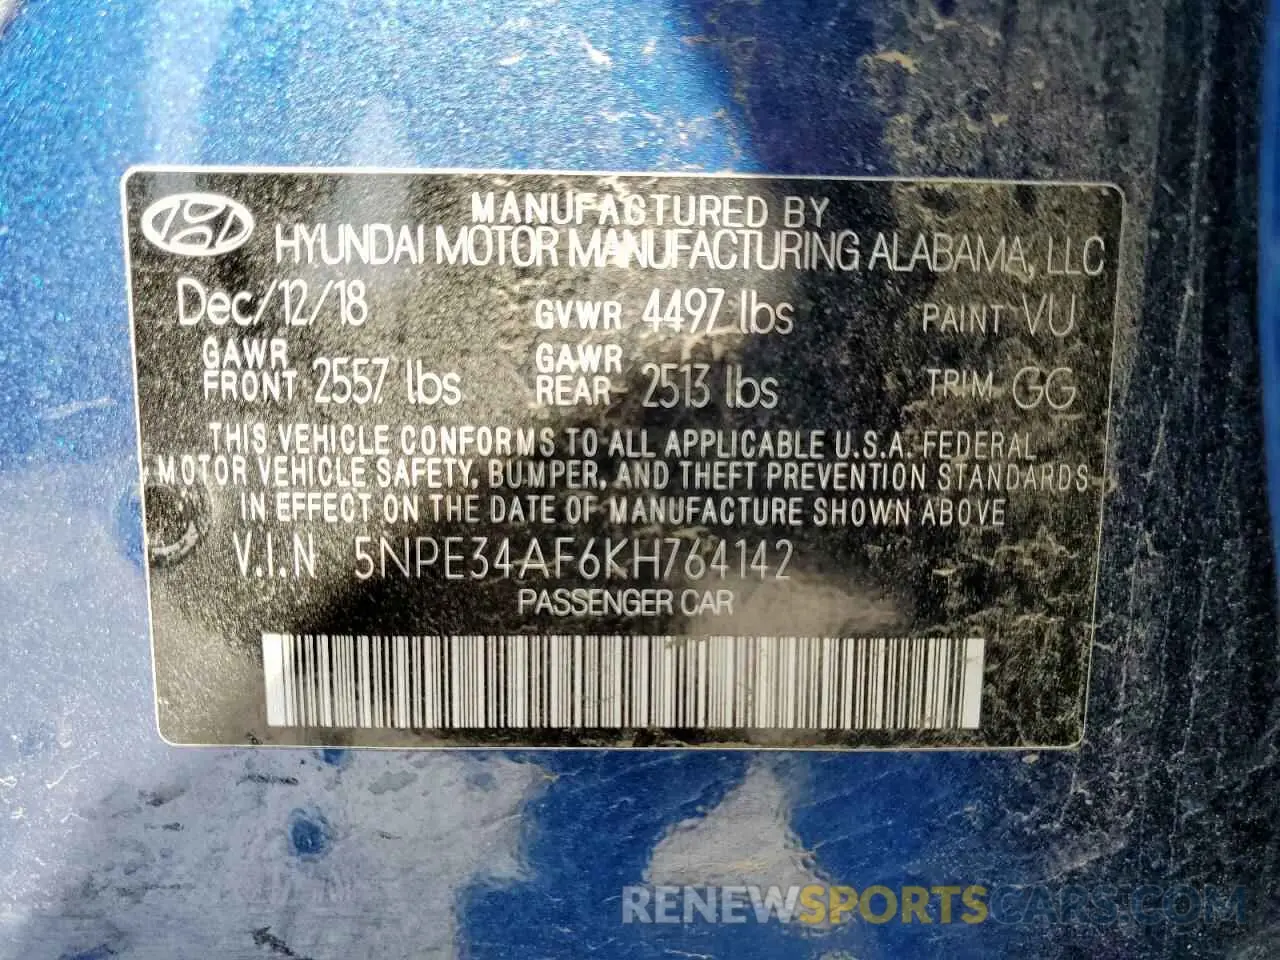 MANUFACTURED BY
HYUNDAI MOTOR MANUFACTURING ALABAMA, LLC
Dec/12/18 GVWR 4497 lbs PAINT VU
GAWR FRONT 2557 lbs GAWR REAR 2513 lbs TRIM GG
THIS VEHICLE CONFORMS TO ALL APPLICABLE U.S.A. FEDERAL
MOTOR VEHICLE SAFETY, BUMPER, AND THEFT PREVENTION STANDARDS
IN EFFECT ON THE DATE OF MANUFACTURE SHOWN ABOVE
V.I.N 5NPE34AF6KH764142
PASSENGER CAR
RENEWSPORTSCARS.COM